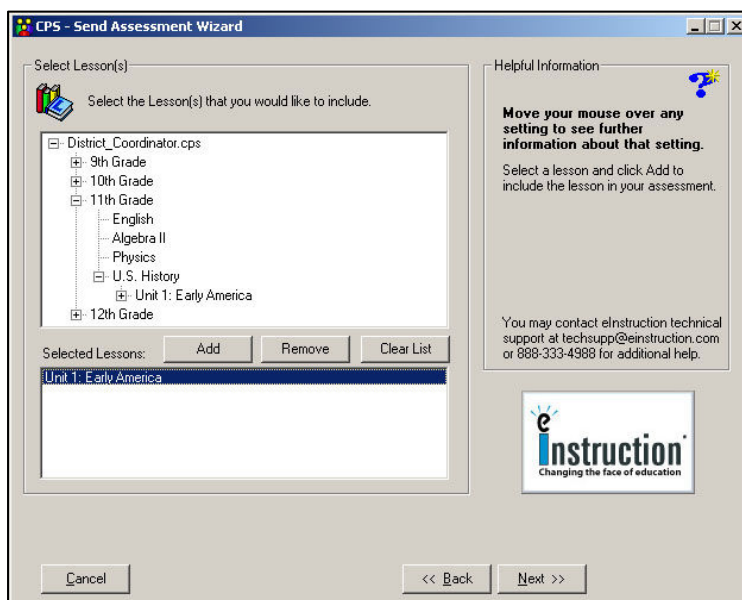 CPS - Send Assessment Wizard
Select Lesson(s)
Select the Lesson(s) that you would like to include.
District_Coordinator.cps
9th Grade
10th Grade
11th Grade
English
Algebra II
Physics
U.S. History
Unit 1: Early America
12th Grade
Selected Lessons:
Add
Remove
Clear List
Unit 1: Early America
Helpful Information
Move your mouse over any
setting to see further
information about that setting.
Select a lesson and click Add to
include the lesson in your assessment.
You may contact eInstruction technical
support at techsupp@einstruction.com
or 888-333-4988 for additional help.
eInstruction
Changing the face of education
Cancel
<< Back
Next >>